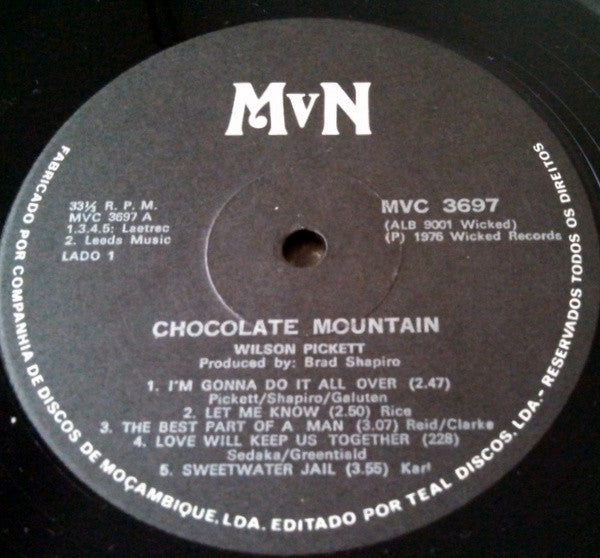 MvN
33⅓ R. P. M.
MVC 3697 A
1.3.4.5: Laetrec
2. Leeds Music
LADO 1
MVC 3697
(ALB 9001 Wicked)
(P) 1976 Wicked Records
CHOCOLATE MOUNTAIN
WILSON PICKETT
Produced by: Brad Shapiro
1. I'M GONNA DO IT ALL OVER (2.47)
Pickett/Shapiro/Galuten
2. LET ME KNOW (2.50) Rice
3. THE BEST PART OF A MAN (3.07) Reid/Clarke
4. LOVE WILL KEEP US TOGETHER (228)
Sedaka/Greentiald
5. SWEETWATER JAIL (3.55) Karl
FABRICADO POR COMPANHIA DE DISCOS DE MOÇAMBIQUE, LDA. EDITADO POR TEAL DISCOS, LDA.- RESERVADOS TODOS OS DIREITOS